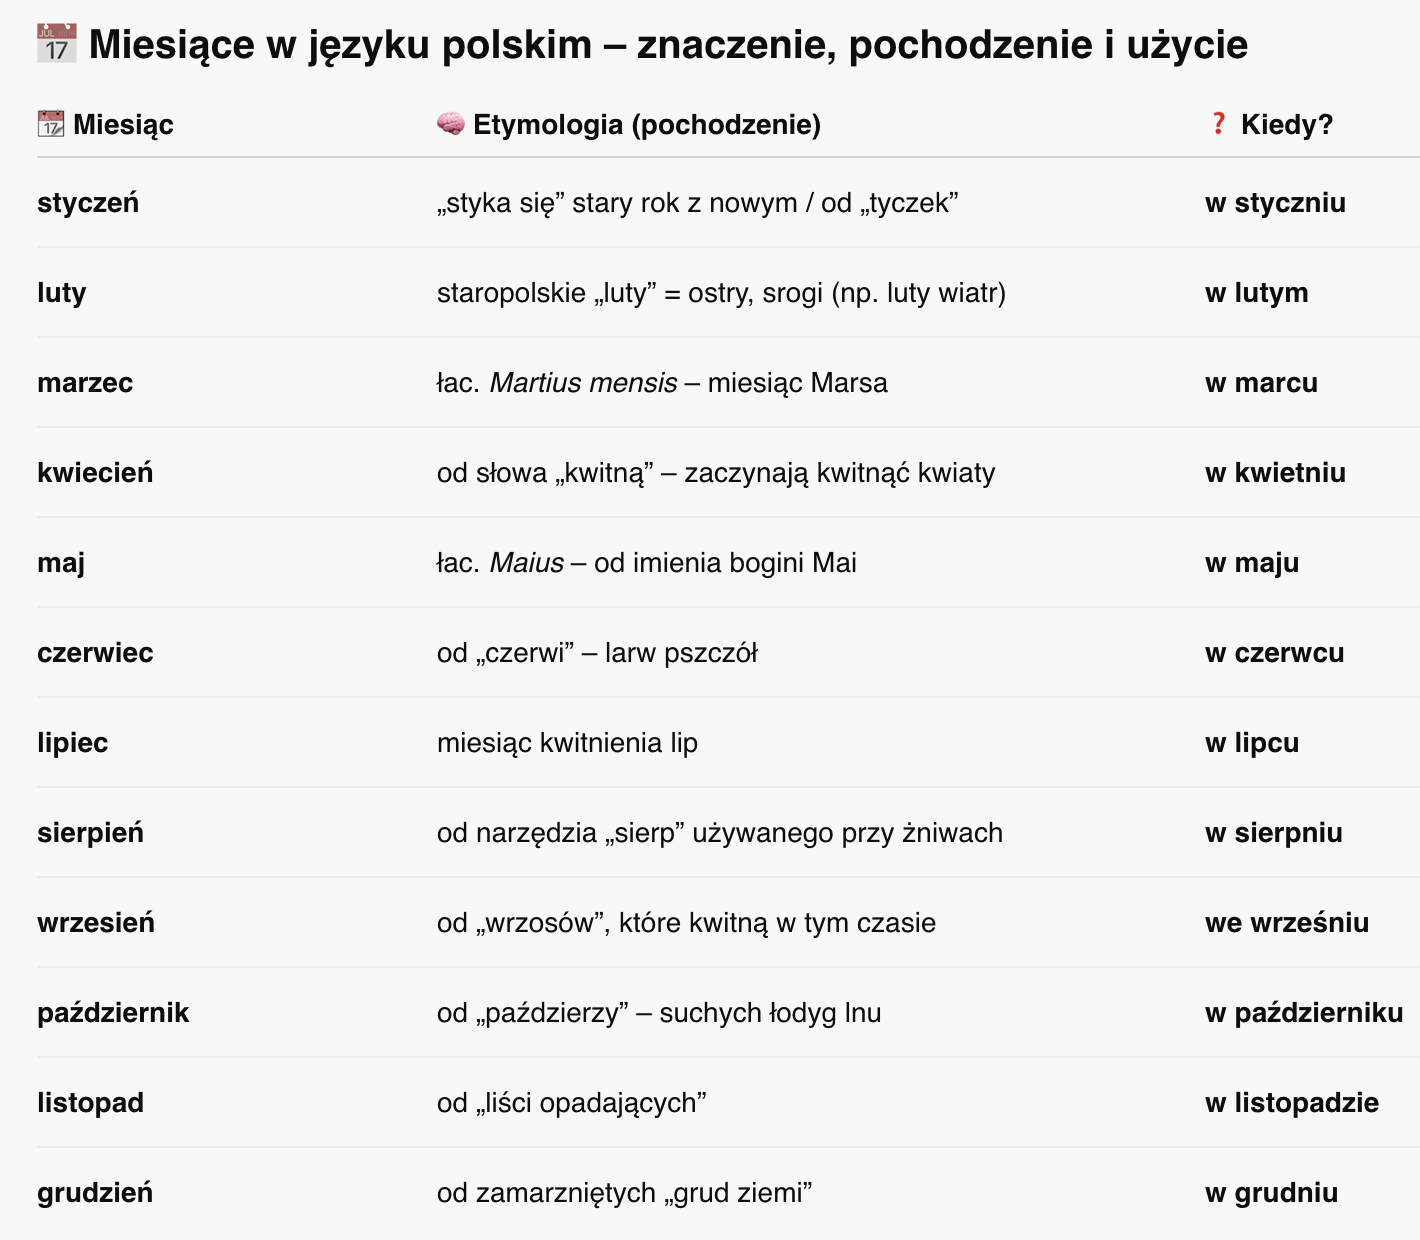 Miesiące w języku polskim – znaczenie, pochodzenie i użycie
Miesiąc Etymologia (pochodzenie) ❓ Kiedy?
styczeń „styka się” stary rok z nowym / od „tyczek” w styczniu
luty staropolskie „luty” = ostry, srogi (np. luty wiatr) w lutym
marzec łac. Martius mensis – miesiąc Marsa w marcu
kwiecień od słowa „kwitną” – zaczynają kwitnąć kwiaty w kwietniu
maj łac. Maius – od imienia bogini Mai w maju
czerwiec od „czerwi” – larw pszczół w czerwcu
lipiec miesiąc kwitnienia lip w lipcu
sierpień od narzędzia „sierp” używanego przy żniwach w sierpniu
wrzesień od „wrzosów”, które kwitną w tym czasie we wrześniu
październik od „paździerzy” – suchych łodyg lnu w październiku
listopad od „liści opadających” w listopadzie
grudzień od zamarzniętych „grud ziemi” w grudniu